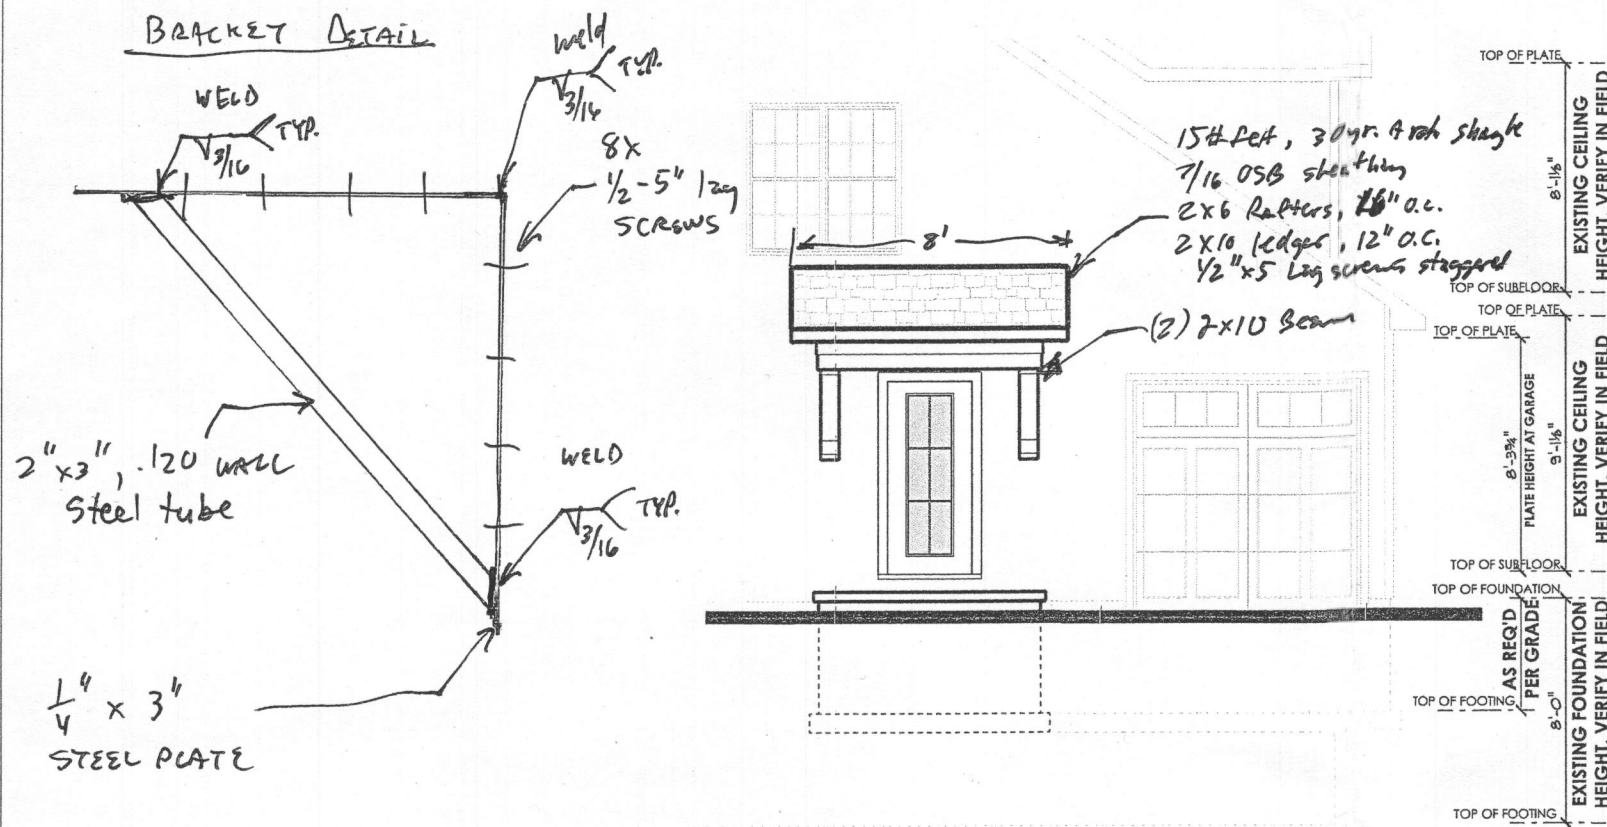 BRACKET DETAIL
WELD
3/16
TYP.
weld
3/16
TYP.
8x
1/2-5" lag
SCREWS
2"x3", .120 WALL
Steel tube
WELD
3/16
TYP.
1/4" x 3"
STEEL PLATE
15# felt, 30yr. Arch shingle
7/16 OSB sheathing
2x6 Rafters, 16" O.C.
2x10 ledger, 12" O.C.
1/2"x5 Lag screws staggered
8'
(2) 2x10 Beam
TOP OF PLATE
8'-1⅛"
EXISTING CEILING
HEIGHT, VERIFY IN FIELD
TOP OF SUBFLOOR
TOP OF PLATE
TOP OF PLATE
8'-3¾"
PLATE HEIGHT AT GARAGE
9'-1⅛"
EXISTING CEILING
HEIGHT, VERIFY IN FIELD
TOP OF SUBFLOOR
TOP OF FOUNDATION
AS REQ'D
PER GRADE
TOP OF FOOTING
8'-0"
EXISTING FOUNDATION
HEIGHT, VERIFY IN FIELD
TOP OF FOOTING